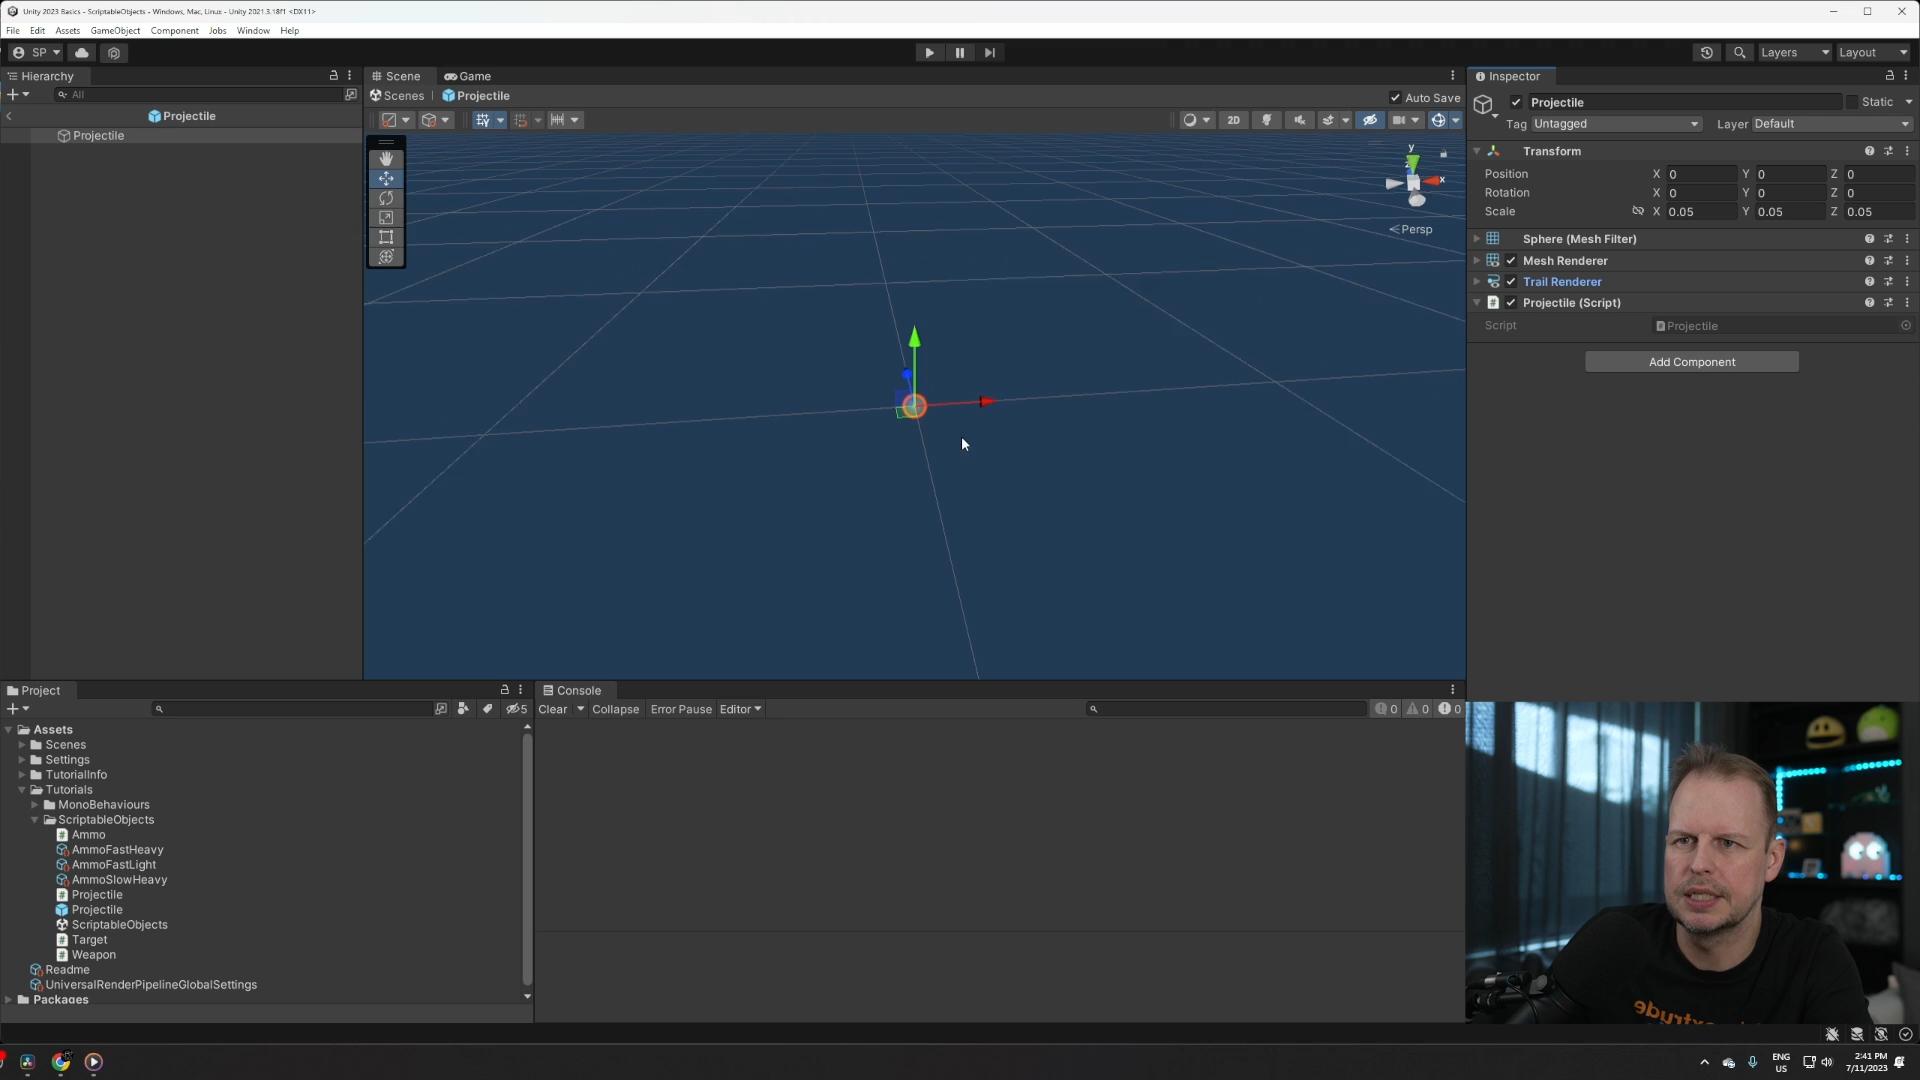 Unity 2023 Basics - ScriptableObjects - Windows, Mac, Linux - Unity 2021.3.18f1 <DX11>
File Edit Assets GameObject Component Jobs Window Help
SP Layers Layout
Hierarchy Scene Game Inspector
All Scenes Projectile Auto Save Projectile Static
Projectile Tag Untagged Layer Default
Projectile 2D
Transform
Position X 0 Y 0 Z 0
Rotation X 0 Y 0 Z 0
Scale X 0.05 Y 0.05 Z 0.05
y x
Persp
Sphere (Mesh Filter)
Mesh Renderer
Trail Renderer
Projectile (Script)
Script Projectile
Add Component
Project Console
5 Clear Collapse Error Pause Editor 0 0 0
Assets
Scenes
Settings
TutorialInfo
Tutorials
MonoBehaviours
ScriptableObjects
Ammo
AmmoFastHeavy
AmmoFastLight
AmmoSlowHeavy
Projectile
Projectile
ScriptableObjects
Target
Weapon
Readme
UniversalRenderPipelineGlobalSettings
Packages
ENG
US
2:41 PM
7/11/2023